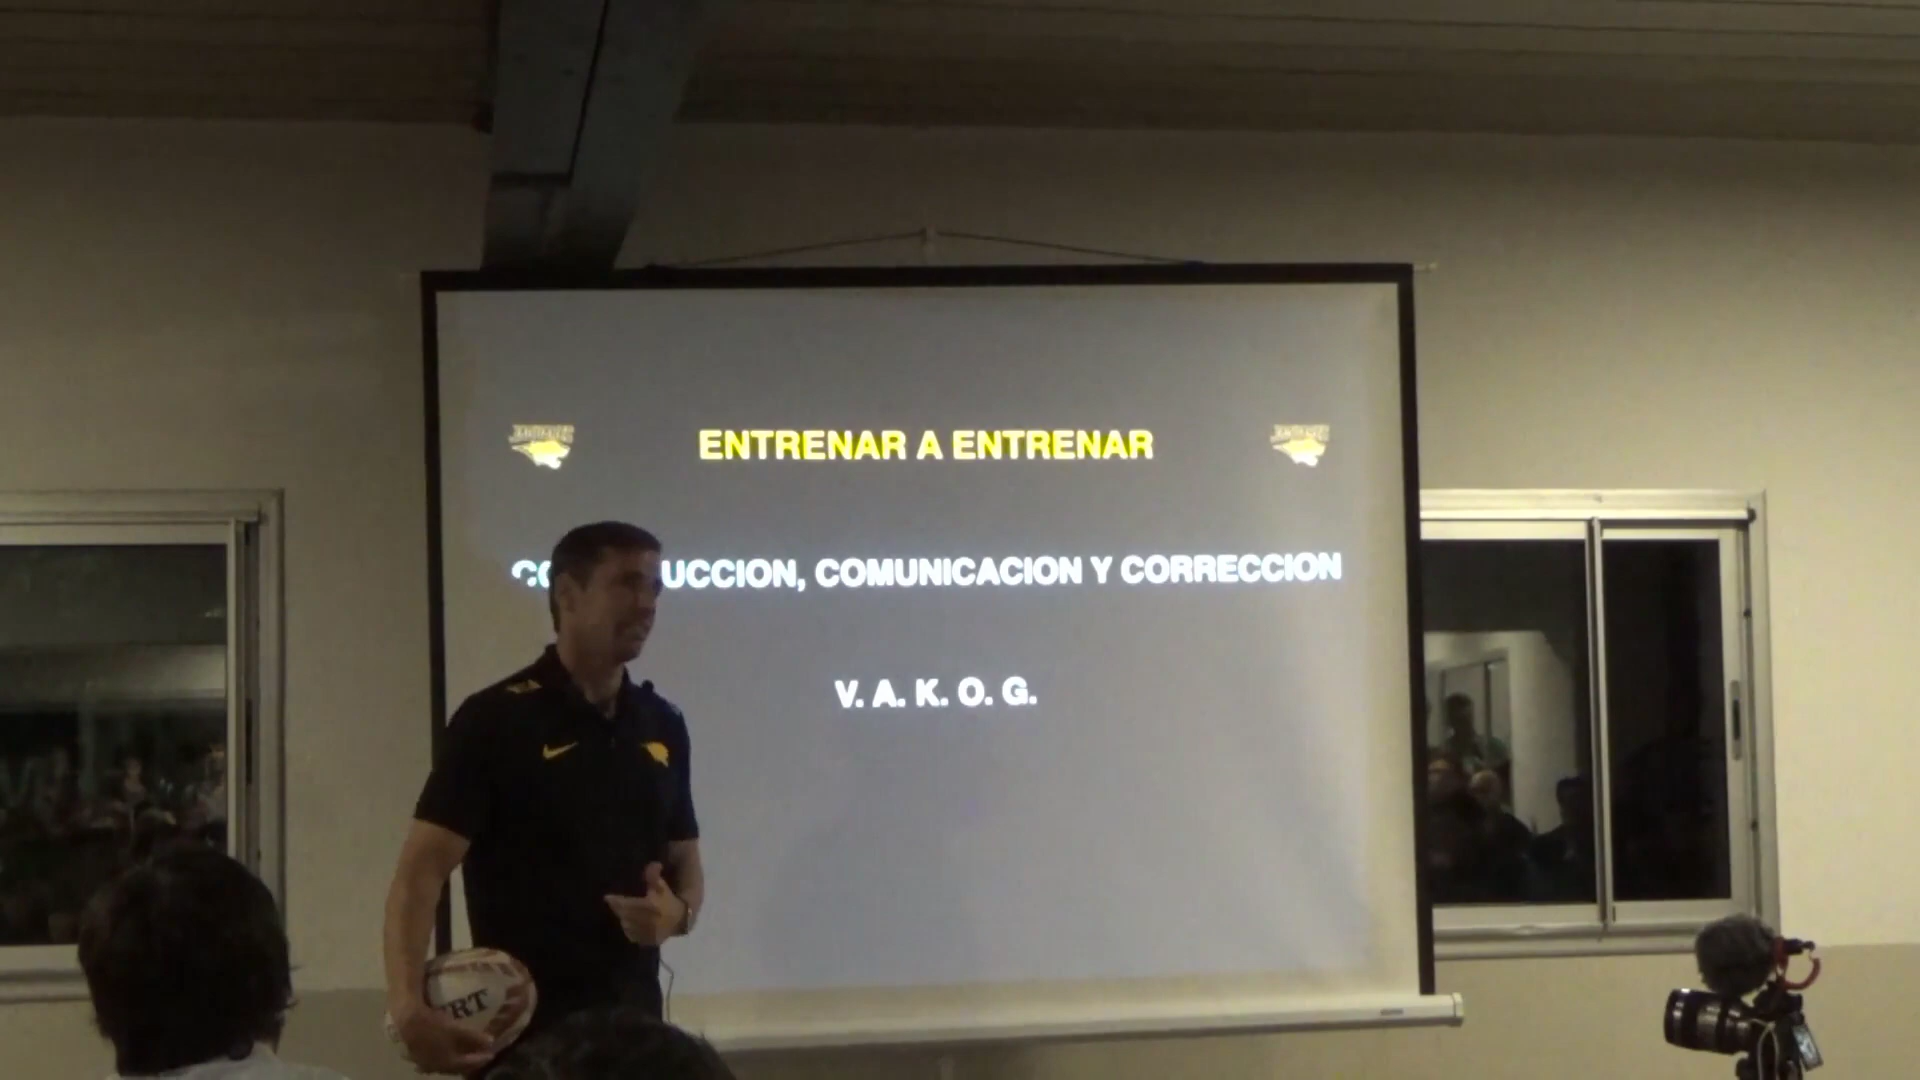 ENTRENAR A ENTRENAR
UCCION, COMUNICACION Y CORRECCION
V. A. K. O. G.